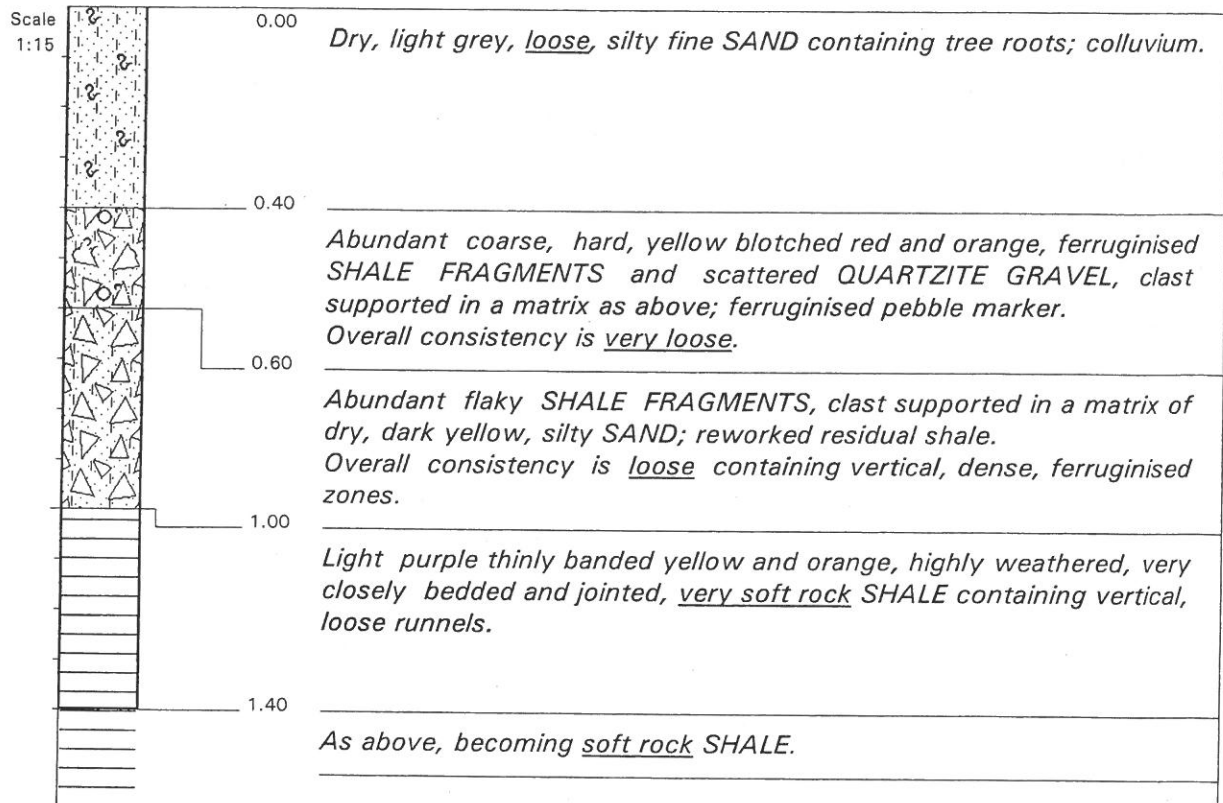 Scale
1:15
0.00
Dry, light grey, loose, silty fine SAND containing tree roots; colluvium.
0.40
Abundant coarse, hard, yellow blotched red and orange, ferruginised
SHALE FRAGMENTS and scattered QUARTZITE GRAVEL, clast
supported in a matrix as above; ferruginised pebble marker.
Overall consistency is very loose.
0.60
Abundant flaky SHALE FRAGMENTS, clast supported in a matrix of
dry, dark yellow, silty SAND; reworked residual shale.
Overall consistency is loose containing vertical, dense, ferruginised
zones.
1.00
Light purple thinly banded yellow and orange, highly weathered, very
closely bedded and jointed, very soft rock SHALE containing vertical,
loose runnels.
1.40
As above, becoming soft rock SHALE.